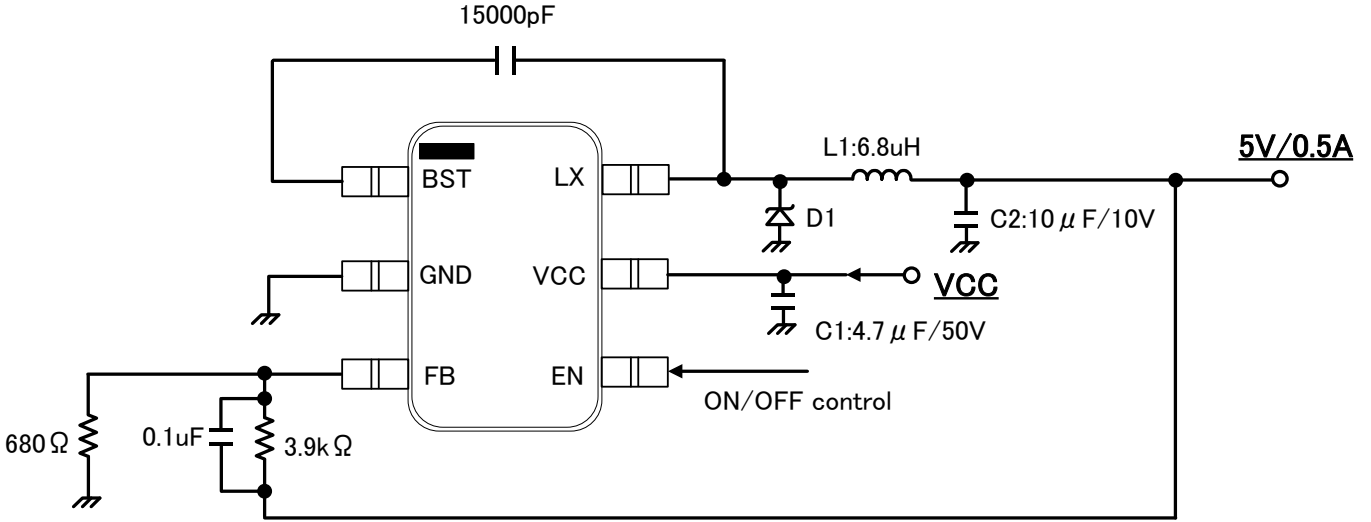 15000pF
5V/0.5A
L1:6.8uH
BST
LX
D1
C2:10μF/10V
GND
VCC
VCC
C1:4.7μF/50V
FB
EN
ON/OFF control
680Ω
0.1uF
3.9kΩ